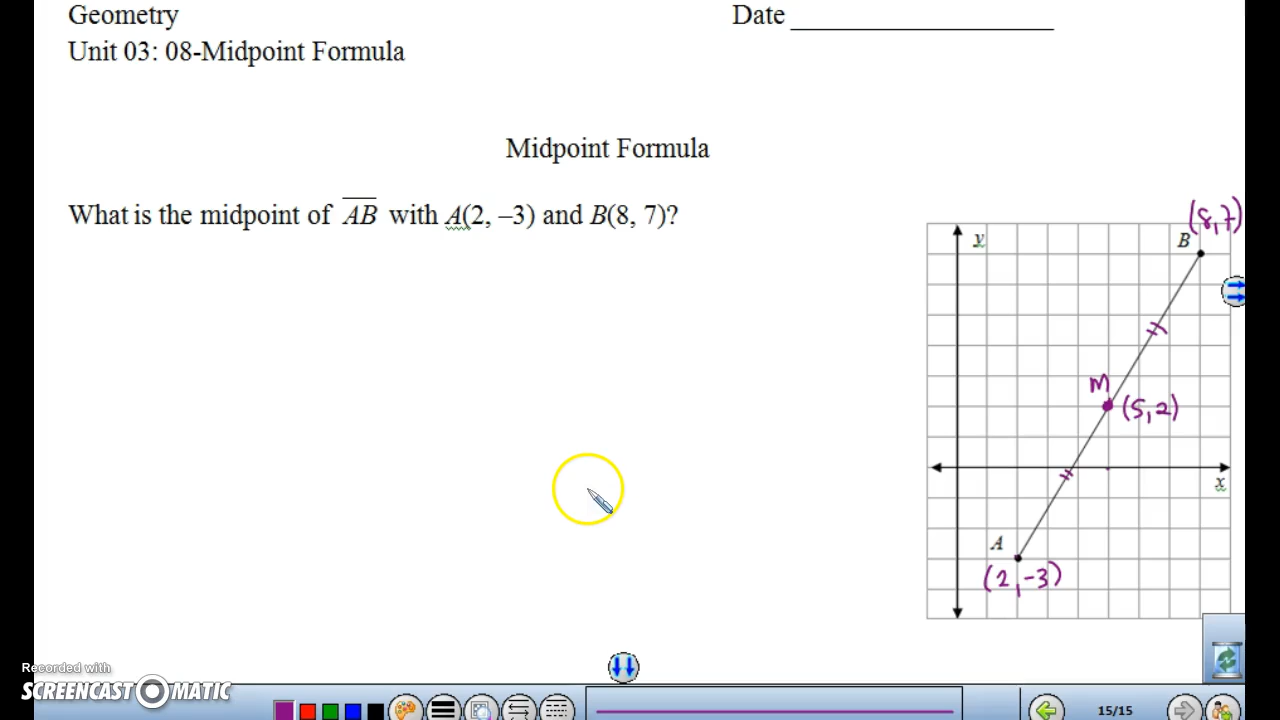 Geometry
Date ___________________
Unit 03: 08-Midpoint Formula
Midpoint Formula
What is the midpoint of AB with A(2, –3) and B(8, 7)?
(8,7)
y
B
M
(5,2)
x
A
(2,-3)
Recorded with
SCREENCAST MATIC
15/15